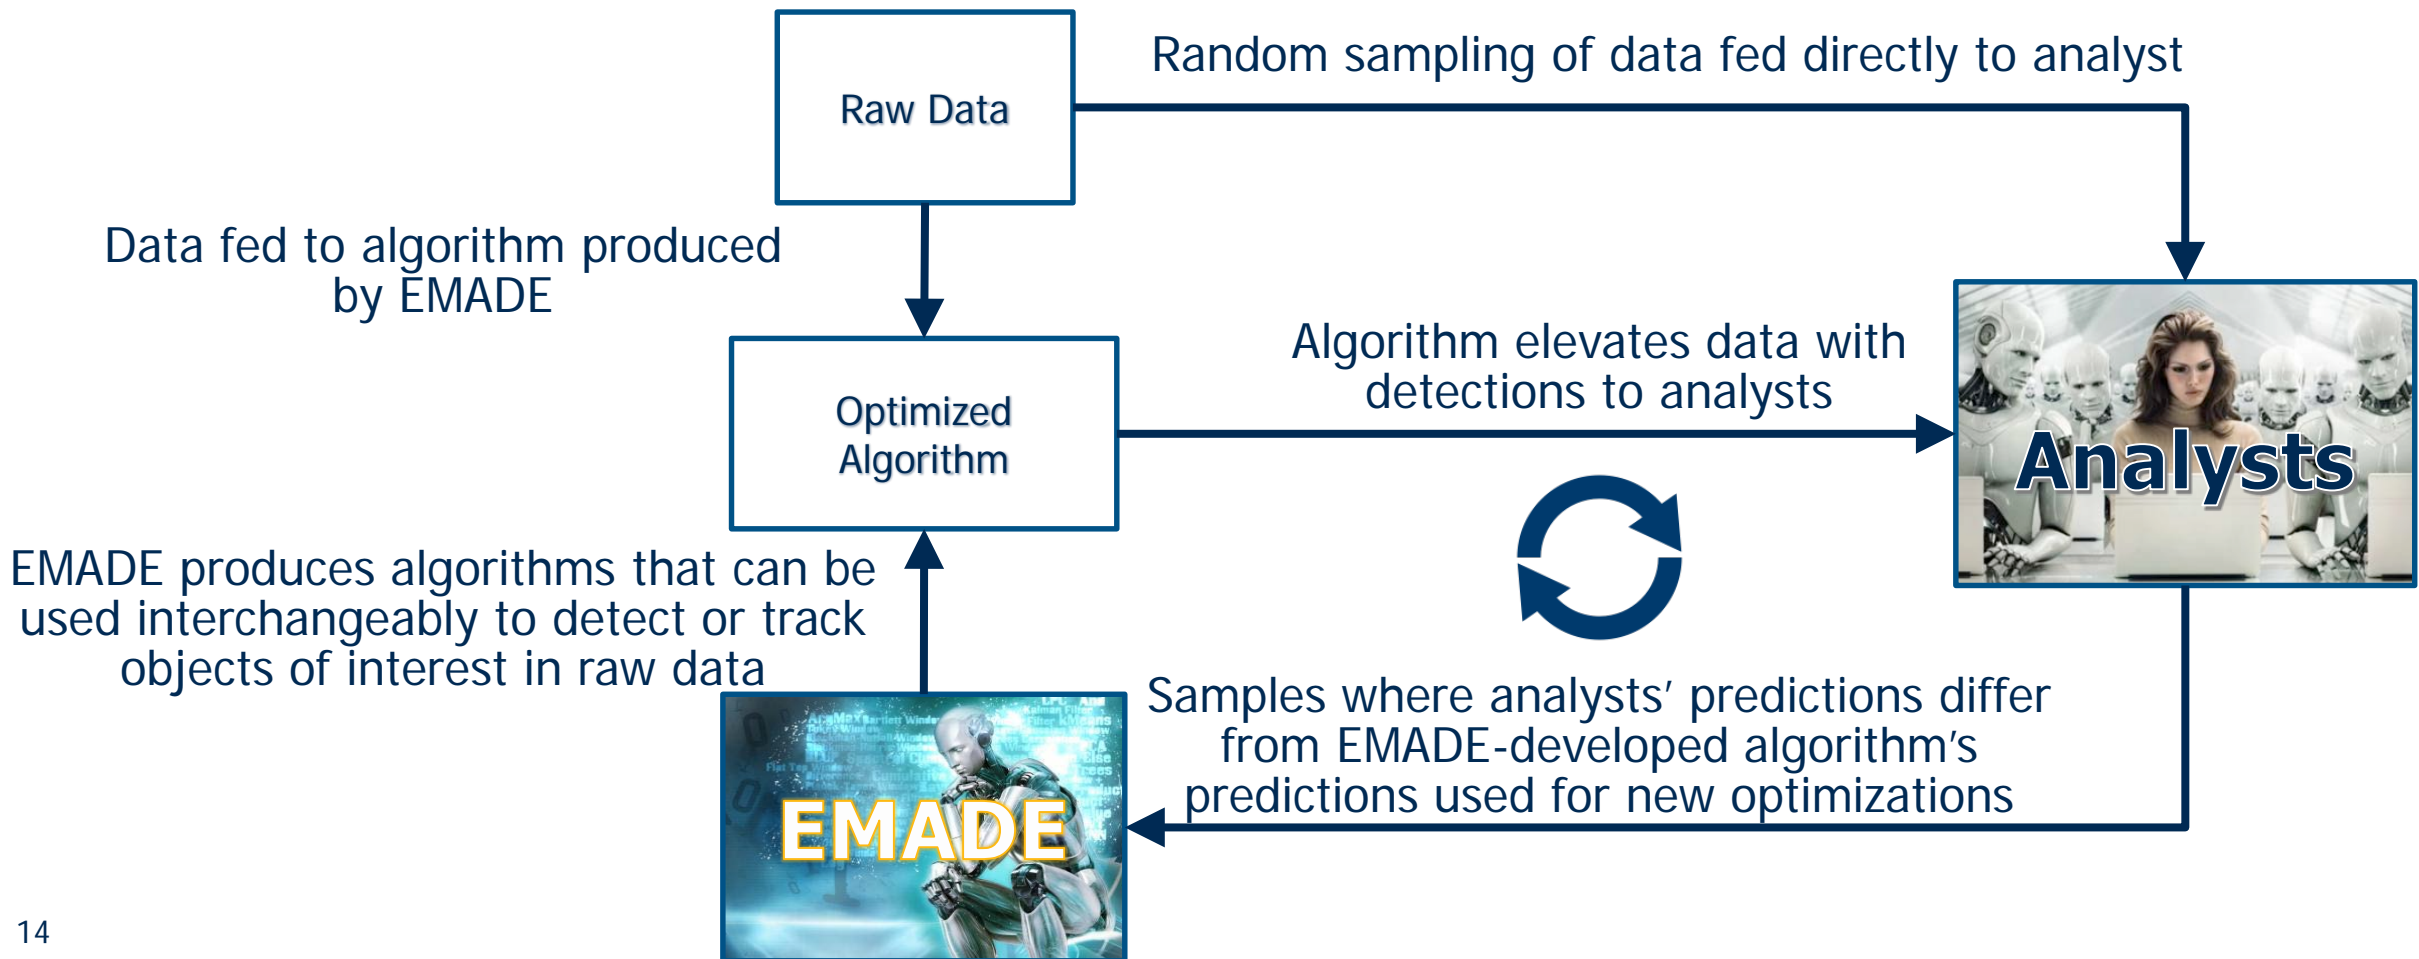 Random sampling of data fed directly to analyst
Raw Data
Data fed to algorithm produced
by EMADE
Algorithm elevates data with
detections to analysts
Optimized
Algorithm
Analysts
EMADE produces algorithms that can be
used interchangeably to detect or track
objects of interest in raw data
Samples where analysts’ predictions differ
from EMADE-developed algorithm’s
predictions used for new optimizations
EMADE
14